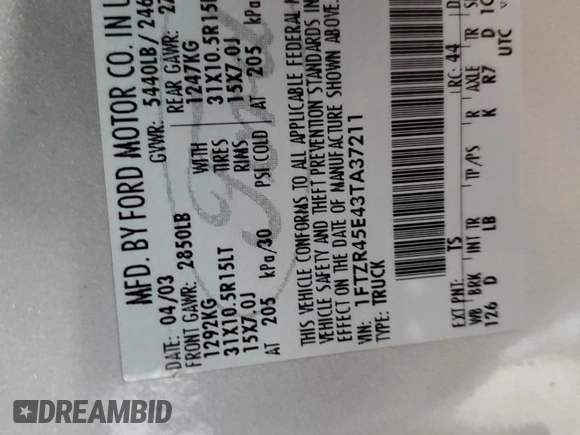 MFD. BY FORD MOTOR CO. IN U
DATE: 04/03 GVWR: 5440LB / 246
FRONT GAWR: 2850LB REAR GAWR: 27
1292KG WITH 1247KG
31X10.5R15LT TIRES 31X10.5R15L
15X7.0J RIMS 15X7.0J
AT 205 kPa/30 PSI COLD AT 205 kPa
THIS VEHICLE CONFORMS TO ALL APPLICABLE FEDERAL M
VEHICLE SAFETY AND THEFT PREVENTION STANDARDS IN
EFFECT ON THE DATE OF MANUFACTURE SHOWN ABOVE.
VIN: 1FTZR45E43TA37211
TYPE: TRUCK
EXT PNT: TS RC: 44
WB BRK INT TR TP/PS R AXLE TR S
126 D LB K R7 D
UTC
Ford
DREAMBID